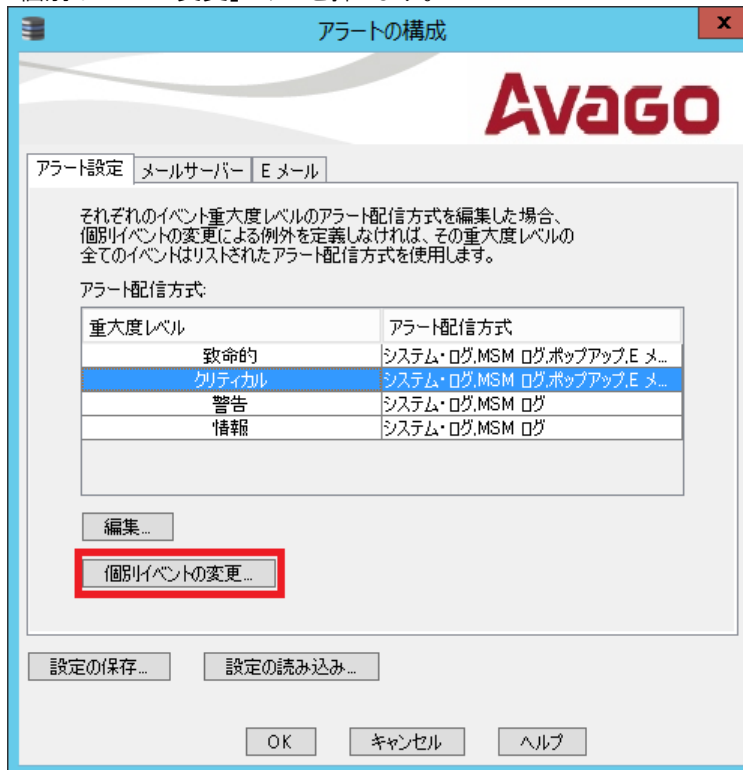 アラートの構成
x
Avago
アラート設定 メールサーバー Eメール
それぞれのイベント重大度レベルのアラート配信方式を編集した場合、
個別イベントの変更による例外を定義しなければ、その重大度レベルの
全てのイベントはリストされたアラート配信方式を使用します。
アラート配信方式:
重大度レベル アラート配信方式
致命的 システム・ログ,MSM ログ,ポップアップ,E メ...
クリティカル システム・ログ,MSM ログ,ポップアップ,E メ...
警告 システム・ログ,MSM ログ
情報 システム・ログ,MSM ログ
編集...
個別イベントの変更...
設定の保存... 設定の読み込み...
OK キャンセル ヘルプ